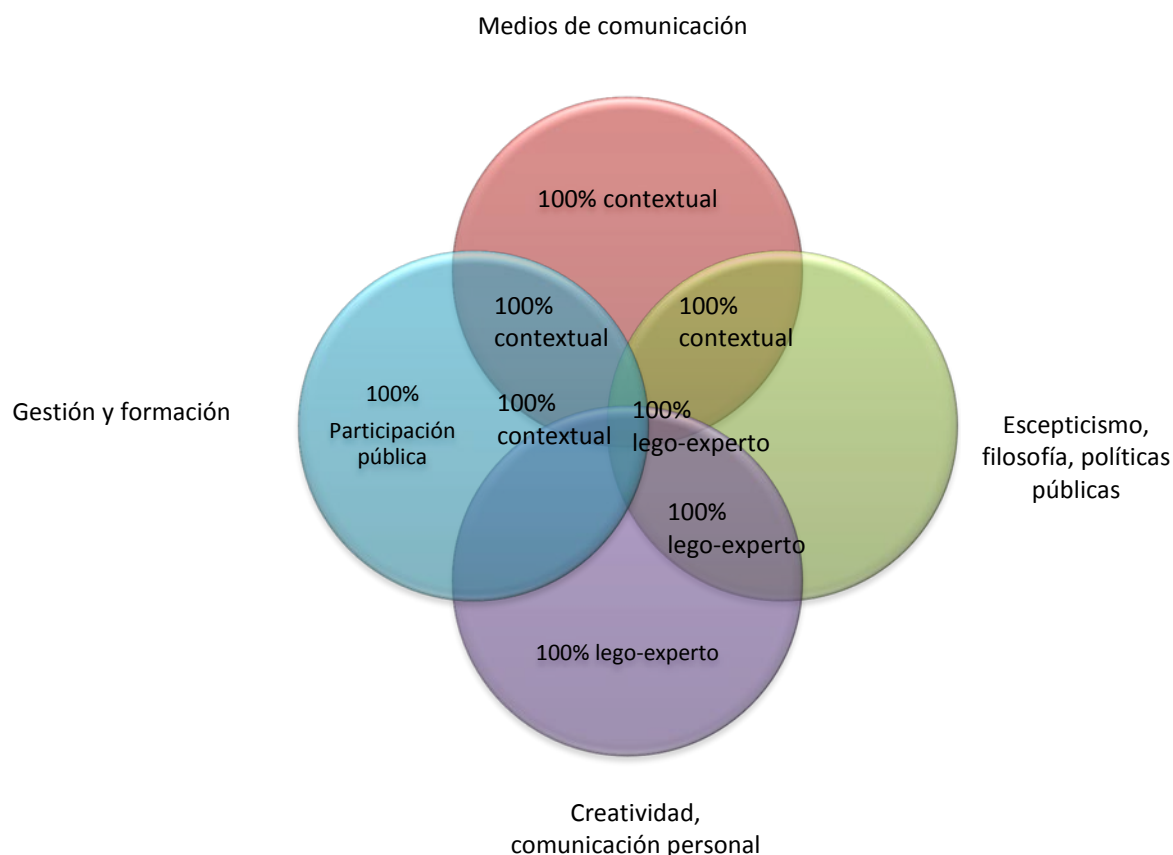 Medios de comunicación
100% contextual
100%
contextual
100%
contextual
Gestión y formación
100%
Participación
pública
100%
contextual
100%
lego-experto
Escepticismo,
filosofía, políticas
públicas
100%
lego-experto
100% lego-experto
Creatividad,
comunicación personal